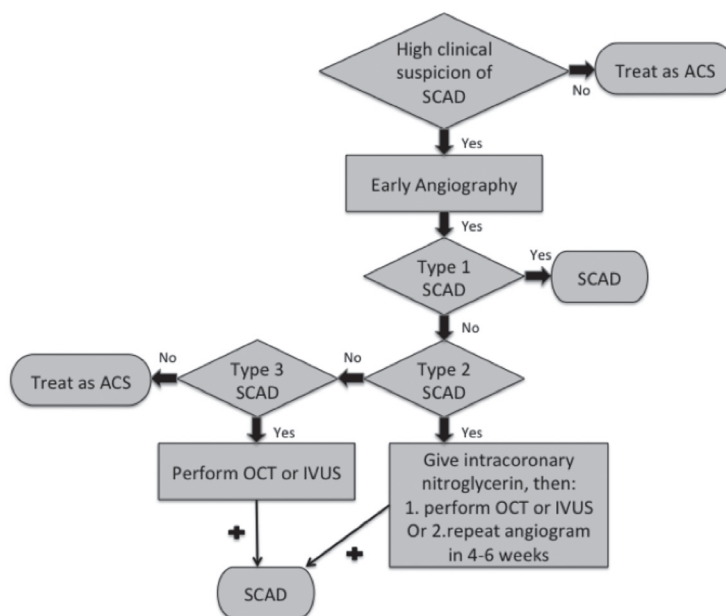 High clinical
suspicion of
SCAD
No
Treat as ACS
Yes
Early Angiography
Yes
Type 1
SCAD
Yes
SCAD
No
Type 2
SCAD
No
Type 3
SCAD
No
Treat as ACS
Yes
Yes
Perform OCT or IVUS
Give intracoronary
nitroglycerin, then:
1. perform OCT or IVUS
Or 2.repeat angiogram
in 4-6 weeks
+
+
SCAD